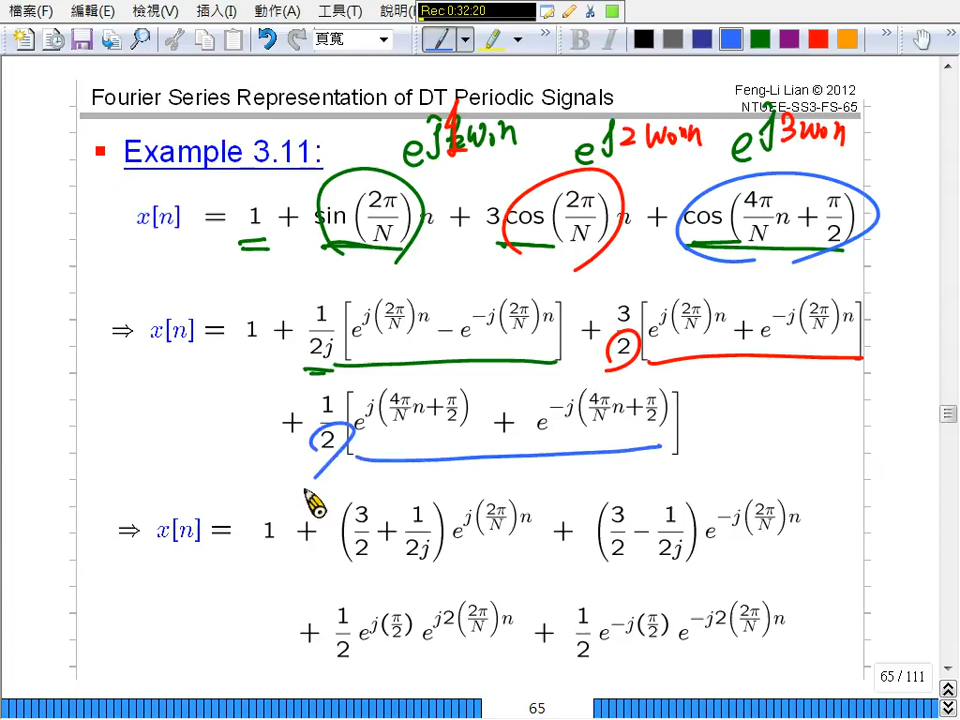 檔案(F) 編輯(E) 檢視(V) 插入(I) 動作(A) 工具(T) 說明(
Rec 0:32:20
頁寬
B I
Fourier Series Representation of DT Periodic Signals
Feng-Li Lian © 2012
NTUEE-SS3-FS-65
e^{j1ω₀n} e^{j2ω₀n} e^{j3ω₀n}
Example 3.11:
x[n] = 1 + sin (2π/N) n + 3 cos (2π/N) n + cos (4π/N n + π/2)
⇒ x[n] = 1 + 1/2j [e^{j(2π/N)n} − e^{−j(2π/N)n}] + 3/2 [e^{j(2π/N)n} + e^{−j(2π/N)n}]
+ 1/2 [e^{j(4π/N n+π/2)} + e^{−j(4π/N n+π/2)}]
⇒ x[n] = 1 + (3/2 + 1/2j) e^{j(2π/N)n} + (3/2 − 1/2j) e^{−j(2π/N)n}
+ 1/2 e^{j(π/2)} e^{j2(2π/N)n} + 1/2 e^{−j(π/2)} e^{−j2(2π/N)n}
65 / 111
65